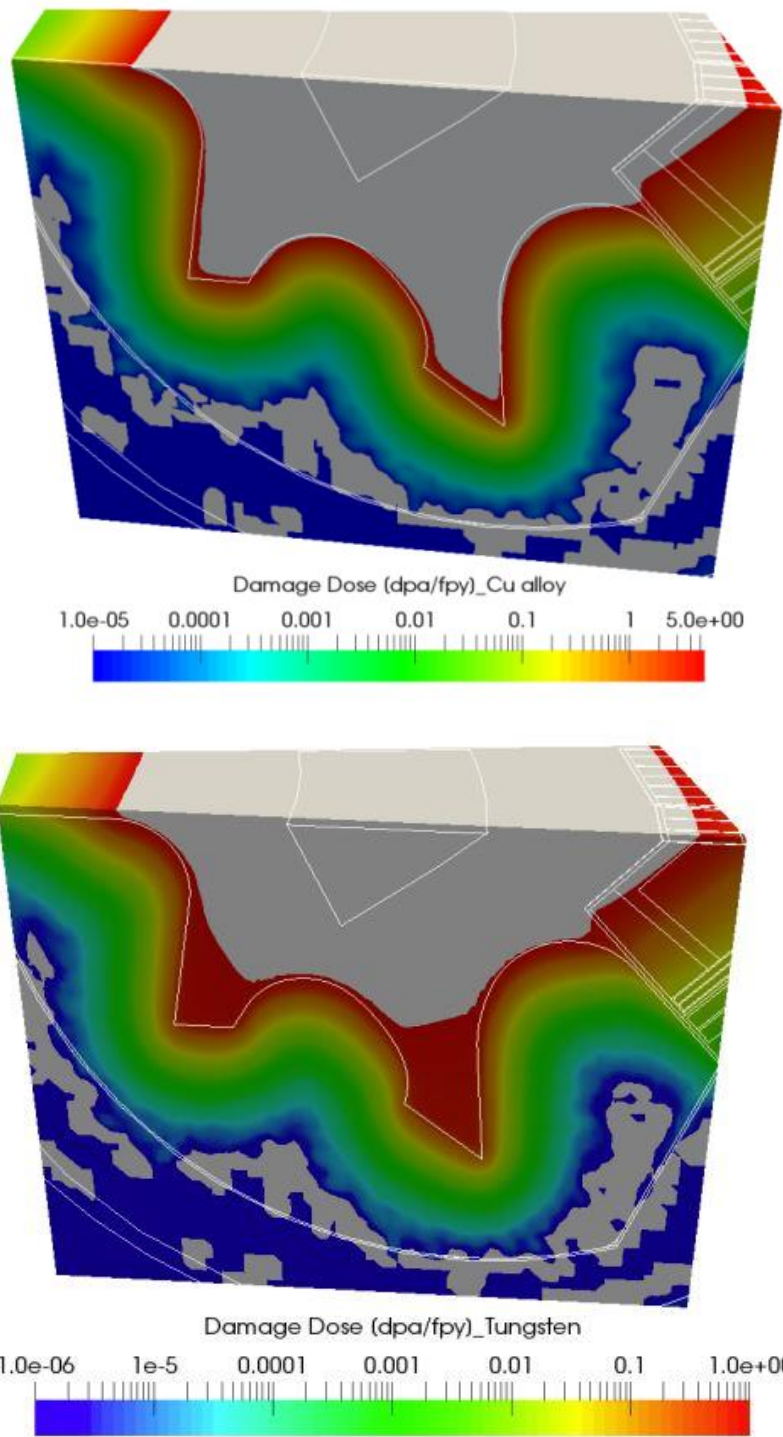 Damage Dose (dpa/fpy)_Cu alloy
1.0e-05 0.0001 0.001 0.01 0.1 1 5.0e+00
Damage Dose (dpa/fpy)_Tungsten
1.0e-06 1e-5 0.0001 0.001 0.01 0.1 1.0e+00